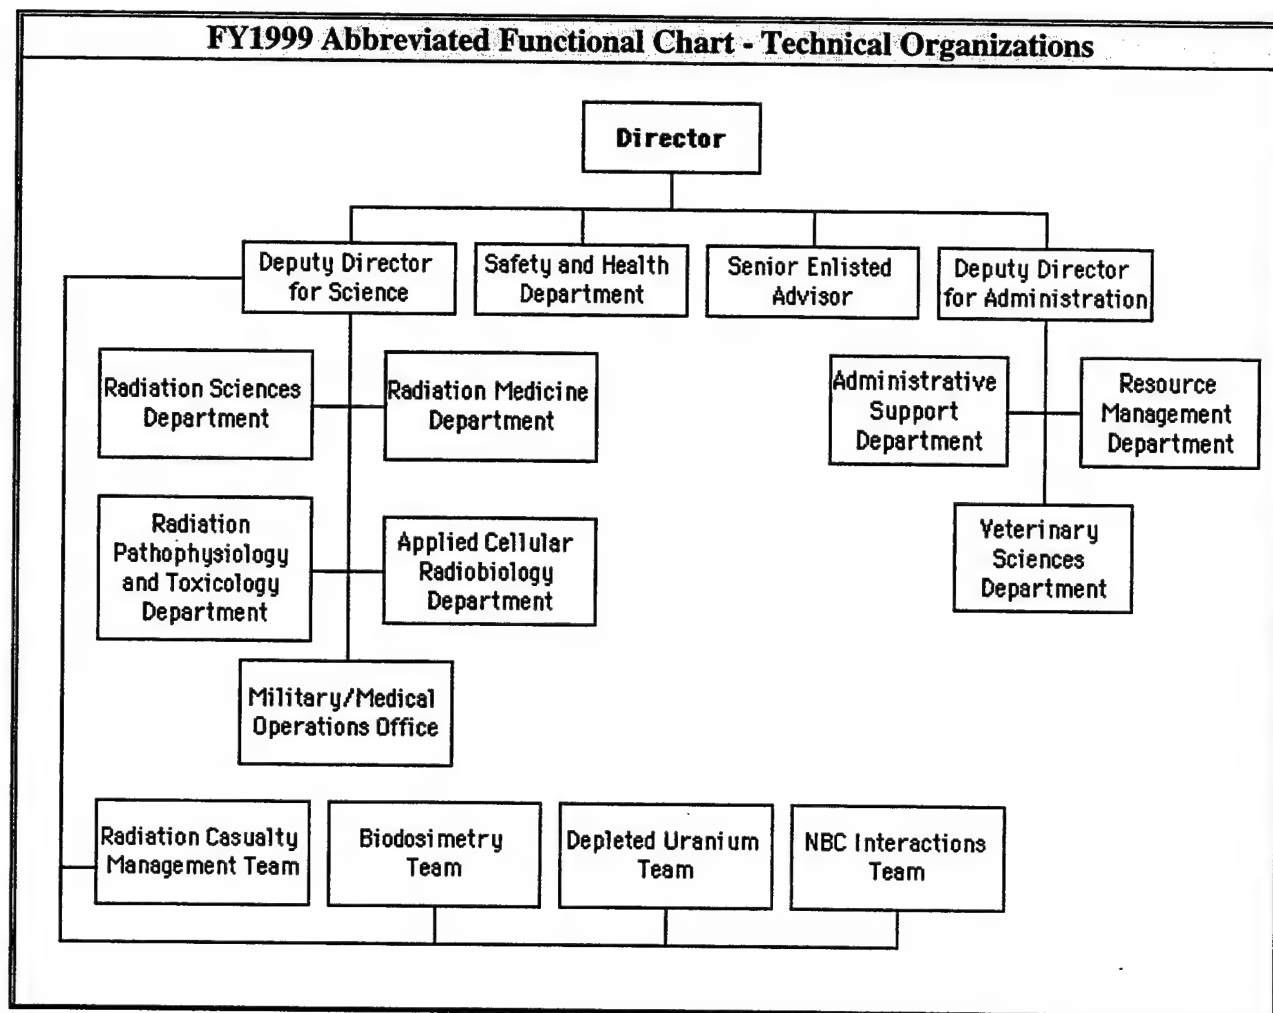 FY1999 Abbreviated Functional Chart - Technical Organizations
Director
Deputy Director
for Science
Safety and Health
Department
Senior Enlisted
Advisor
Deputy Director
for Administration
Radiation Sciences
Department
Radiation Medicine
Department
Administrative
Support
Department
Resource
Management
Department
Radiation
Pathophysiology
and Toxicology
Department
Applied Cellular
Radiobiology
Department
Veterinary
Sciences
Department
Military/Medical
Operations Office
Radiation Casualty
Management Team
Biodosimetry
Team
Depleted Uranium
Team
NBC Interactions
Team